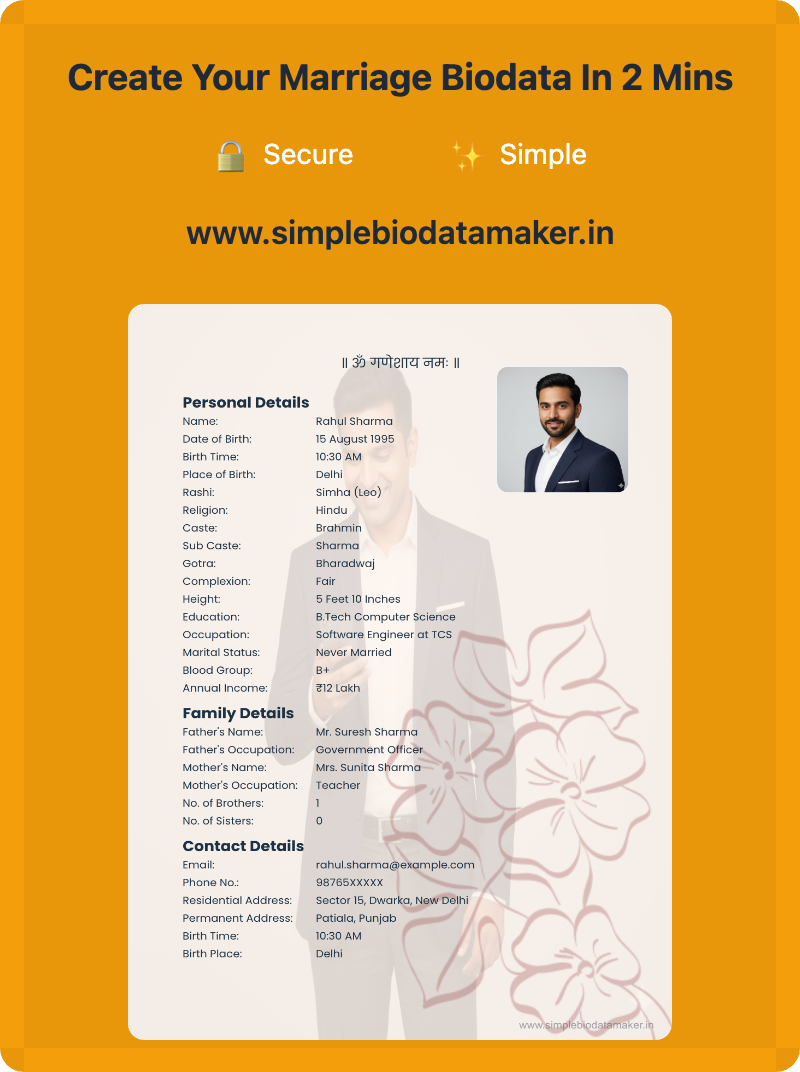 Create Your Marriage Biodata In 2 Mins
Secure
Simple
www.simplebiodatamaker.in
॥ ॐ गणेशाय नमः ॥
Personal Details
Name: Rahul Sharma
Date of Birth: 15 August 1995
Birth Time: 10:30 AM
Place of Birth: Delhi
Rashi: Simha (Leo)
Religion: Hindu
Caste: Brahmin
Sub Caste: Sharma
Gotra: Bharadwaj
Complexion: Fair
Height: 5 Feet 10 Inches
Education: B.Tech Computer Science
Occupation: Software Engineer at TCS
Marital Status: Never Married
Blood Group: B+
Annual Income: ₹12 Lakh
Family Details
Father's Name: Mr. Suresh Sharma
Father's Occupation: Government Officer
Mother's Name: Mrs. Sunita Sharma
Mother's Occupation: Teacher
No. of Brothers: 1
No. of Sisters: 0
Contact Details
Email: rahul.sharma@example.com
Phone No.: 98765XXXXX
Residential Address: Sector 15, Dwarka, New Delhi
Permanent Address: Patiala, Punjab
Birth Time: 10:30 AM
Birth Place: Delhi
www.simplebiodatamaker.in